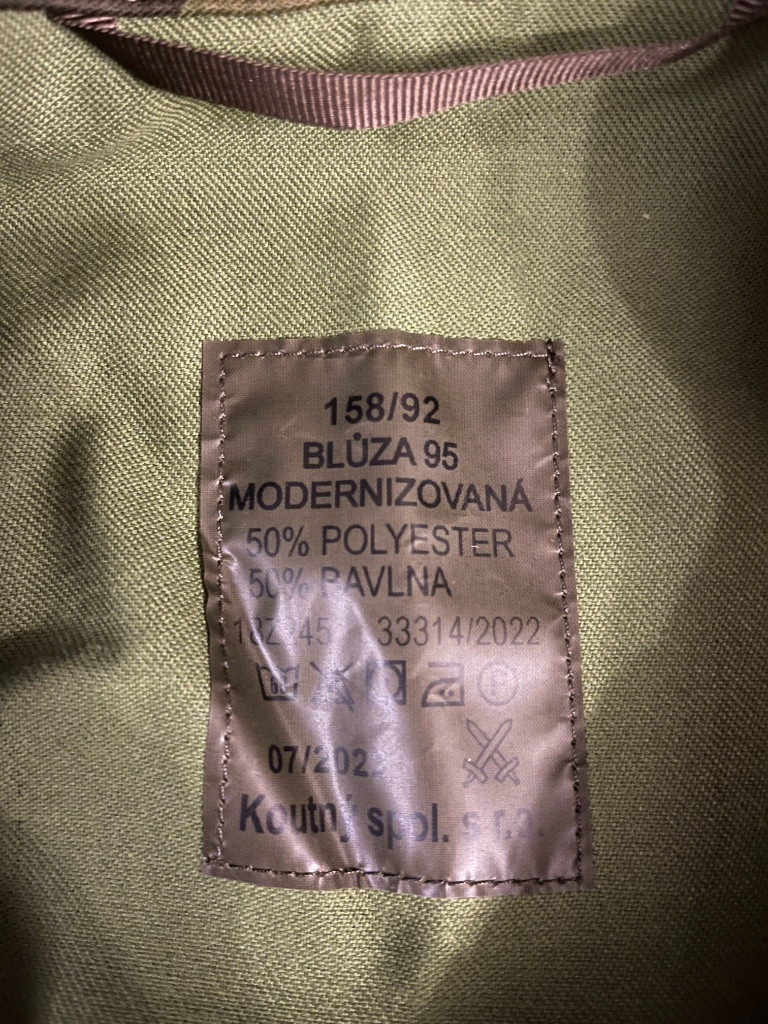 158/92
BLŮZA 95
MODERNIZOVANÁ
50% POLYESTER
50% BAVLNA
33314/2022
07/2022
Koutný spol. s r.o.